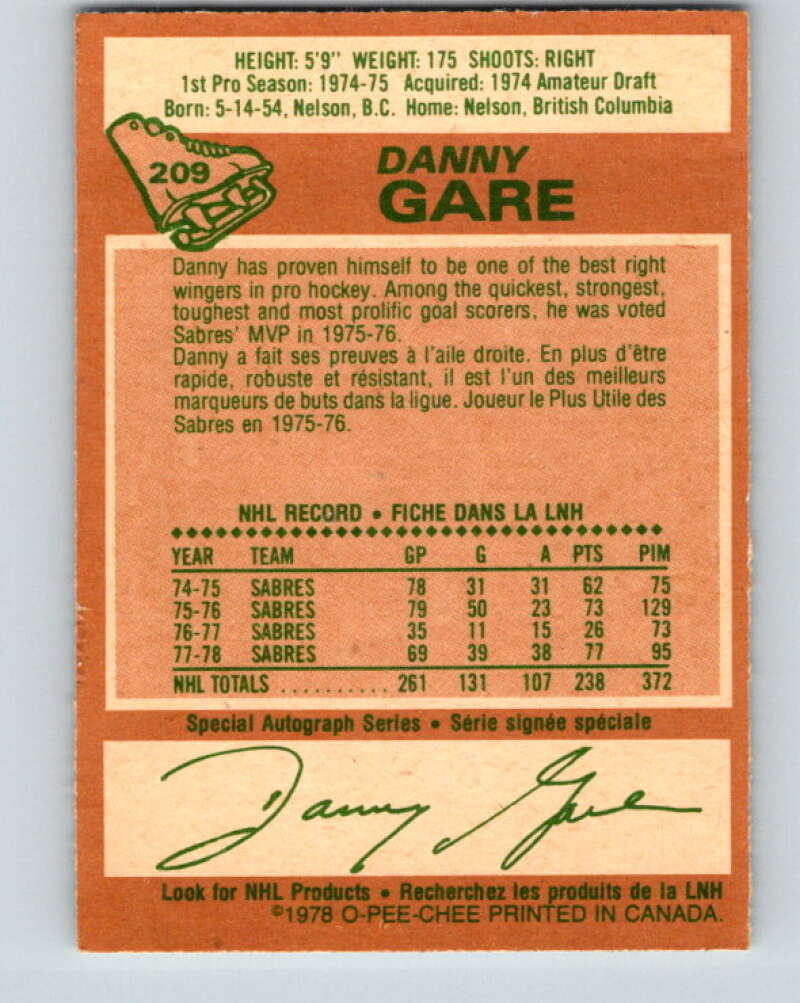 HEIGHT: 5'9" WEIGHT: 175 SHOOTS: RIGHT
1st Pro Season: 1974-75 Acquired: 1974 Amateur Draft
Born: 5-14-54, Nelson, B.C. Home: Nelson, British Columbia
209
DANNY
GARE
Danny has proven himself to be one of the best right
wingers in pro hockey. Among the quickest, strongest,
toughest and most prolific goal scorers, he was voted
Sabres' MVP in 1975-76.
Danny a fait ses preuves à l'aile droite. En plus d'être
rapide, robuste et résistant, il est l'un des meilleurs
marqueurs de buts dans la ligue. Joueur le Plus Utile des
Sabres en 1975-76.
NHL RECORD • FICHE DANS LA LNH
YEAR TEAM GP G A PTS PIM
74-75 SABRES 78 31 31 62 75
75-76 SABRES 79 50 23 73 129
76-77 SABRES 35 11 15 26 73
77-78 SABRES 69 39 38 77 95
NHL TOTALS .......... 261 131 107 238 372
Special Autograph Series • Série signée spéciale
Danny Gare
Look for NHL Products • Recherchez les produits de la LNH
©1978 O-PEE-CHEE PRINTED IN CANADA.